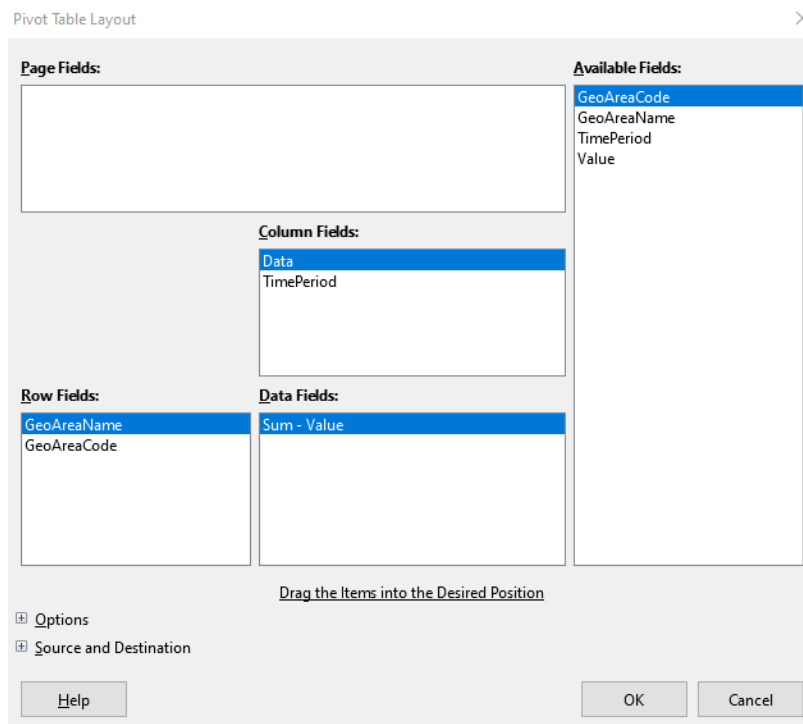 Pivot Table Layout
Page Fields:
Available Fields:
GeoAreaCode
GeoAreaName
TimePeriod
Value
Column Fields:
Data
TimePeriod
Row Fields:
GeoAreaName
GeoAreaCode
Data Fields:
Sum - Value
Drag the Items into the Desired Position
Options
Source and Destination
Help
OK
Cancel